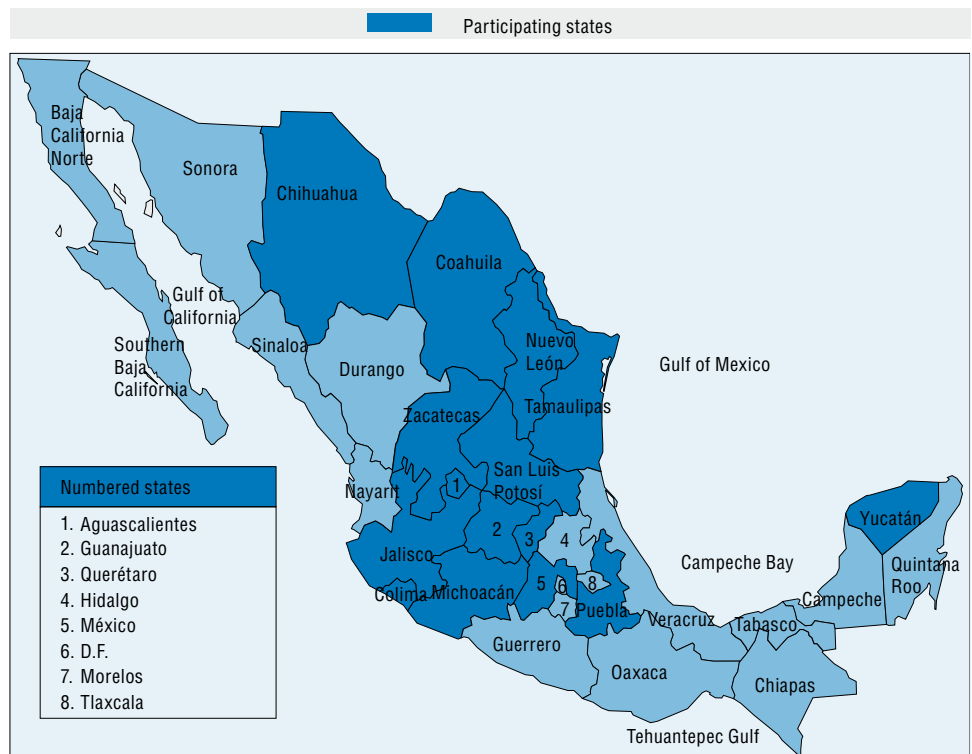 Participating states
Baja
California
Norte
Sonora
Chihuahua
Coahuila
Gulf of
California
Southern
Baja
California
Sinaloa
Durango
Nuevo
León
Gulf of Mexico
Tamaulipas
Zacatecas
San Luis
Potosí
Nayarit
1
2
3
4
5
6
7
8
Jalisco
Colima
Michoacán
Puebla
Guerrero
Oaxaca
Veracruz
Tabasco
Chiapas
Campeche
Yucatán
Quintana
Roo
Campeche Bay
Tehuantepec Gulf
Numbered states
1. Aguascalientes
2. Guanajuato
3. Querétaro
4. Hidalgo
5. México
6. D.F.
7. Morelos
8. Tlaxcala